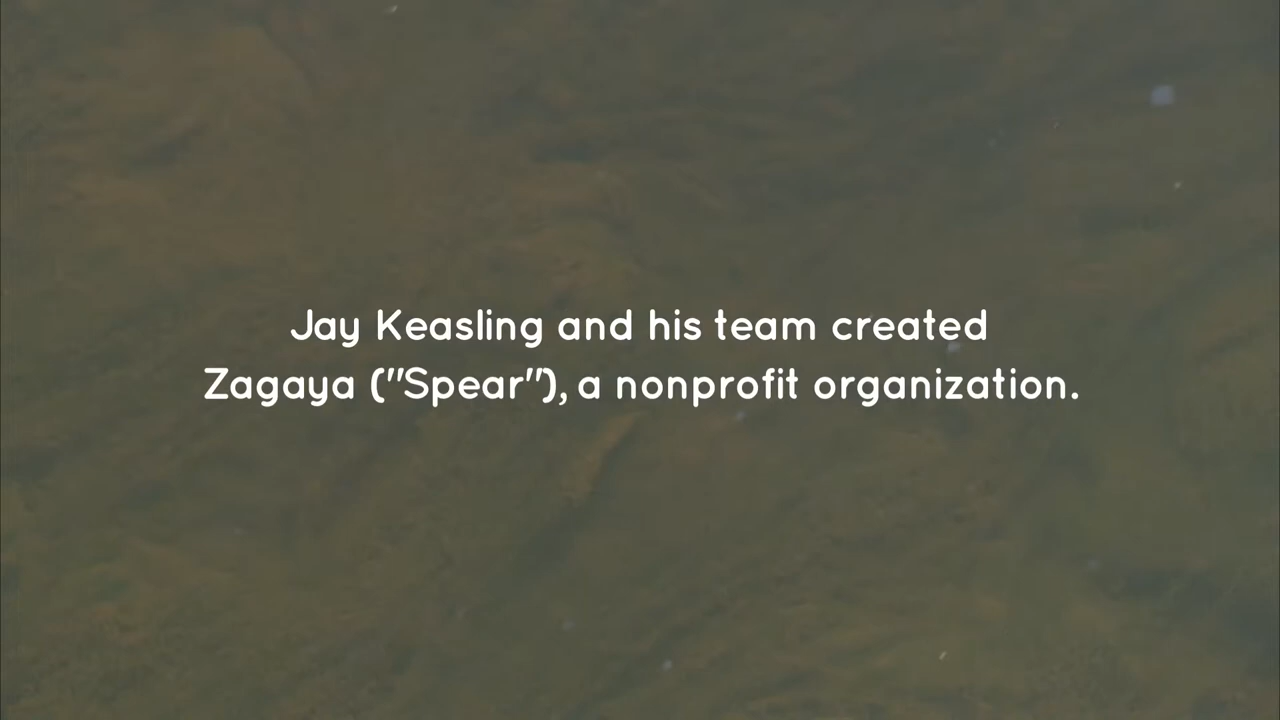 Jay Keasling and his team created
Zagaya ("Spear"), a nonprofit organization.